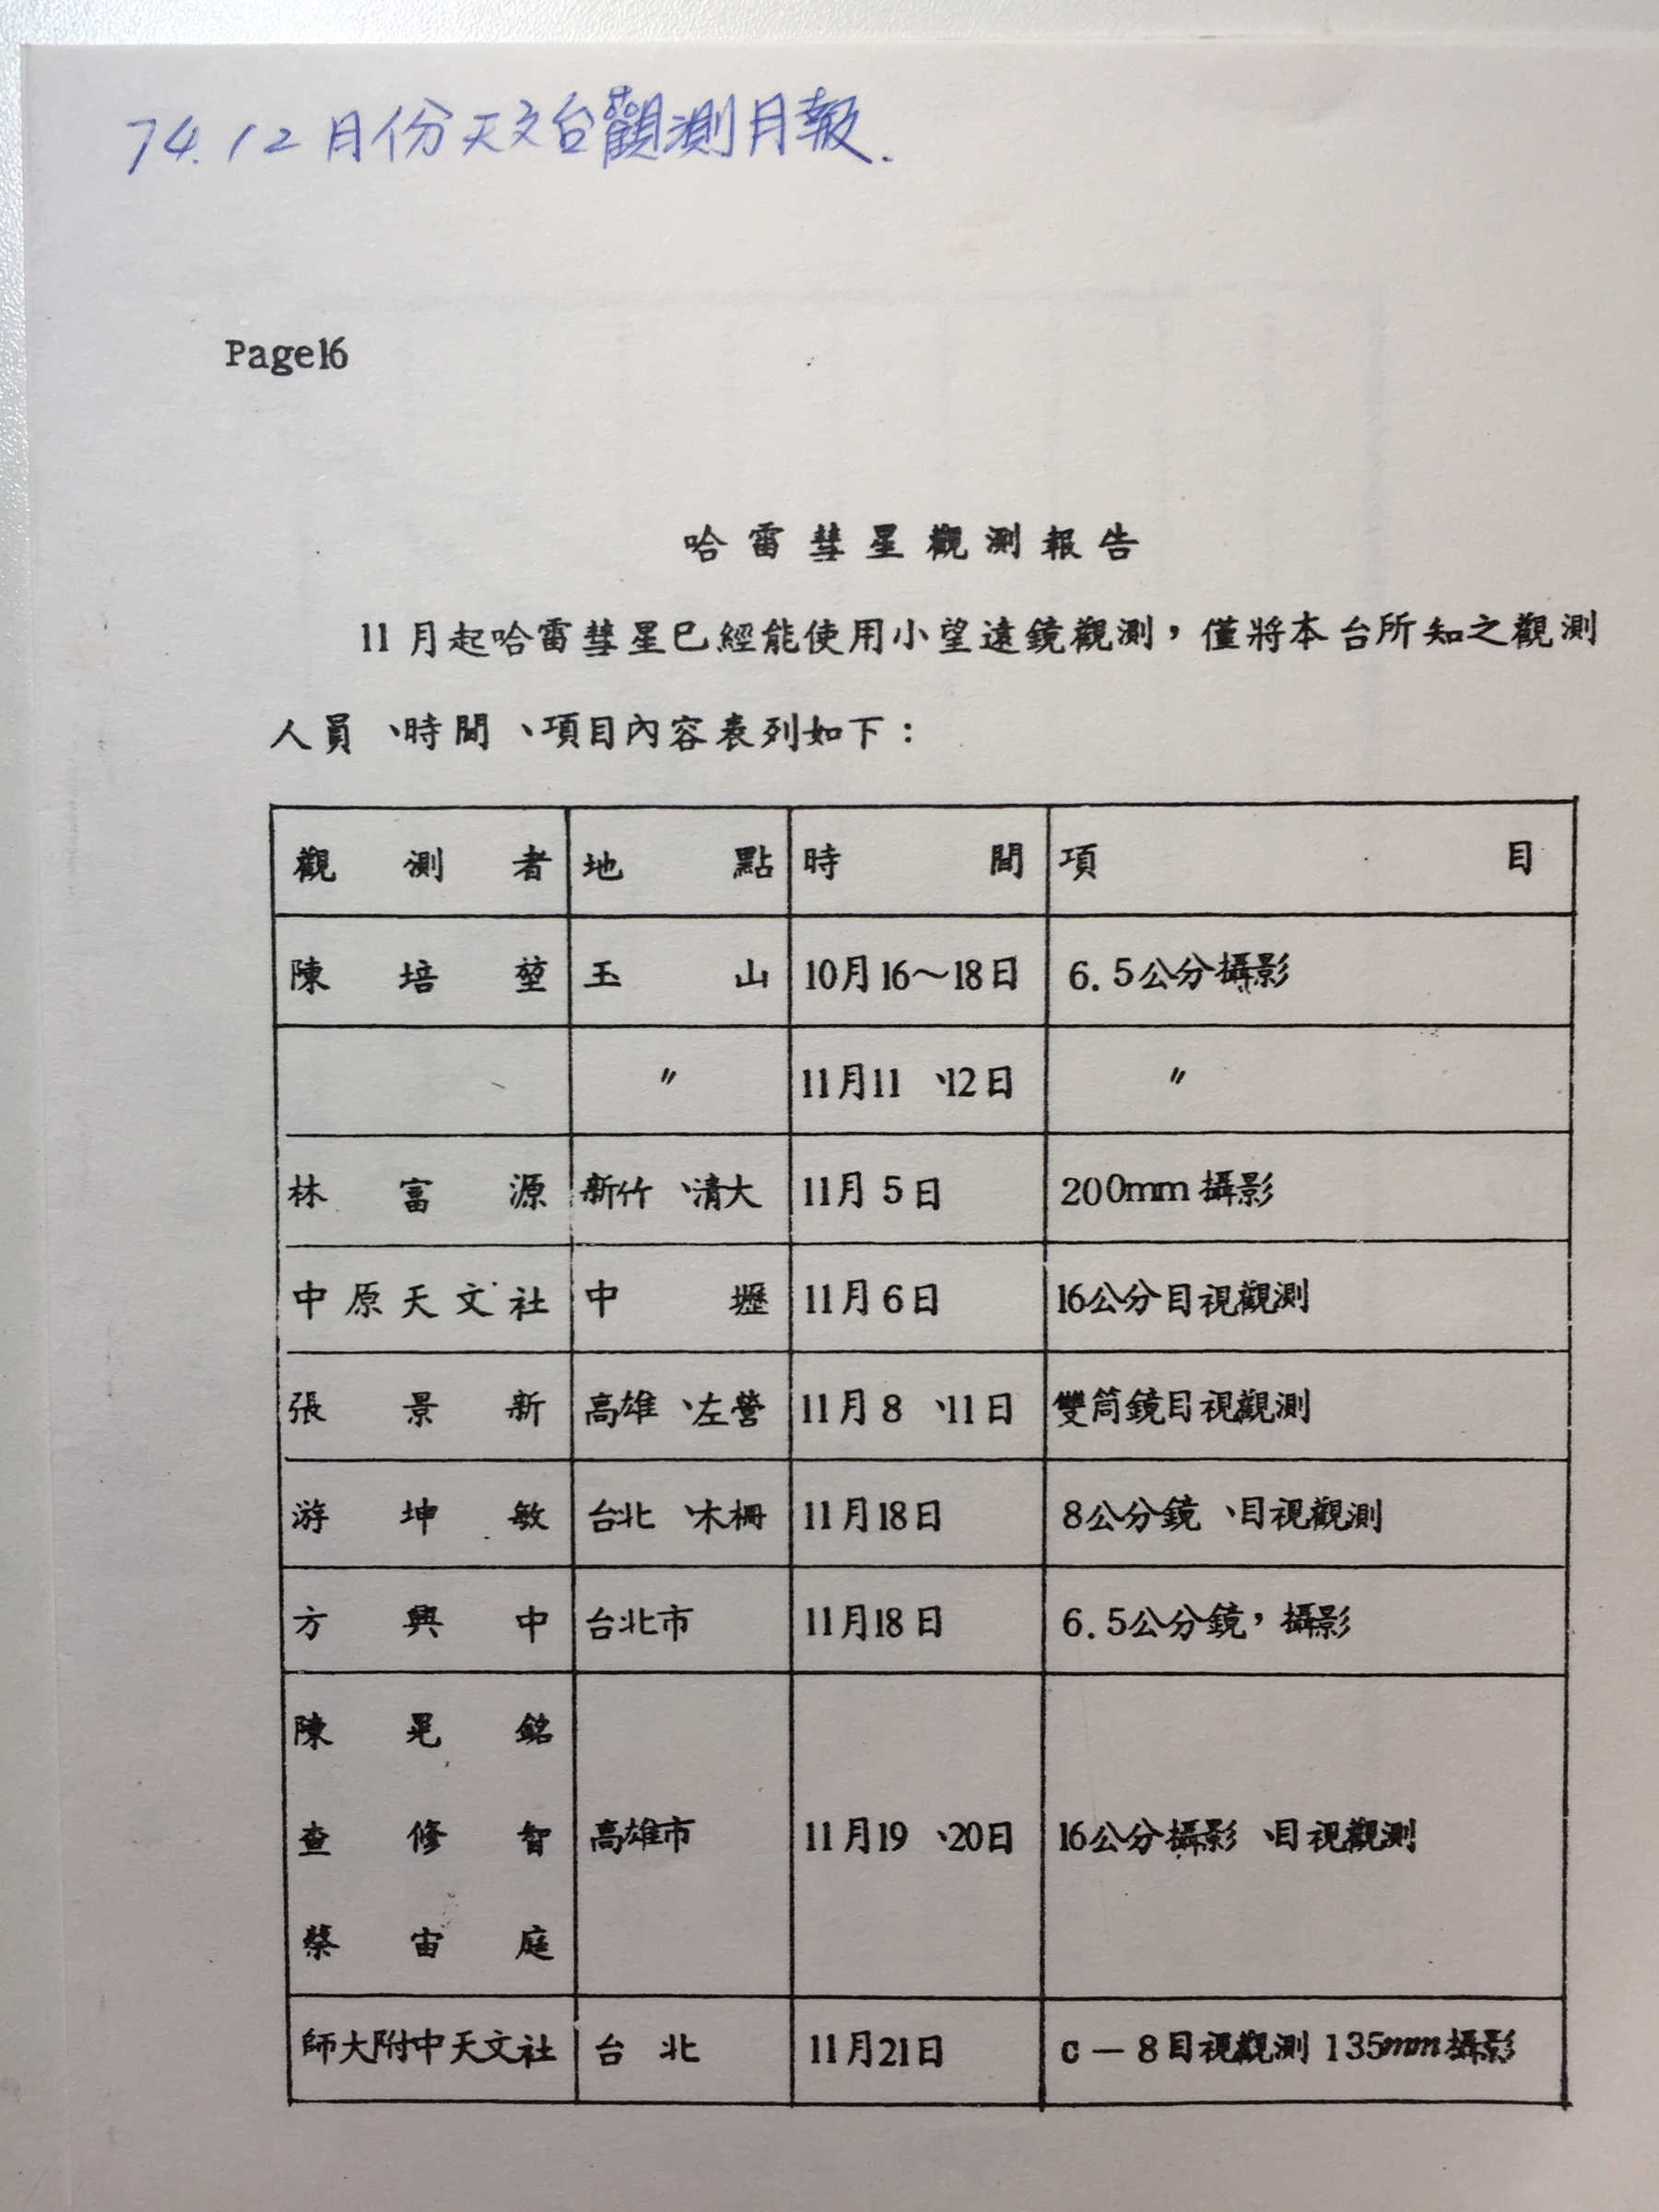 74.12月份天文台觀測月報.
Page16
哈雷彗星觀測報告
11月起哈雷彗星已經能使用小望遠鏡觀測，僅將本台所知之觀測
人員、時間、項目內容表列如下：
觀測者 地點 時間 項目
陳培堃 玉山 10月16～18日 6.5公分攝影
〃 11月11、12日 〃
林富源 新竹、清大 11月5日 200mm攝影
中原天文社 中壢 11月6日 16公分目視觀測
張景新 高雄、左營 11月8、11日 雙筒鏡目視觀測
游坤敏 台北、木柵 11月18日 8公分鏡、目視觀測
方興中 台北市 11月18日 6.5公分鏡，攝影
陳晃銘
查修智 高雄市 11月19、20日 16公分攝影、目視觀測
蔡宙庭
師大附中天文社 台北 11月21日 c－8目視觀測 135mm攝影